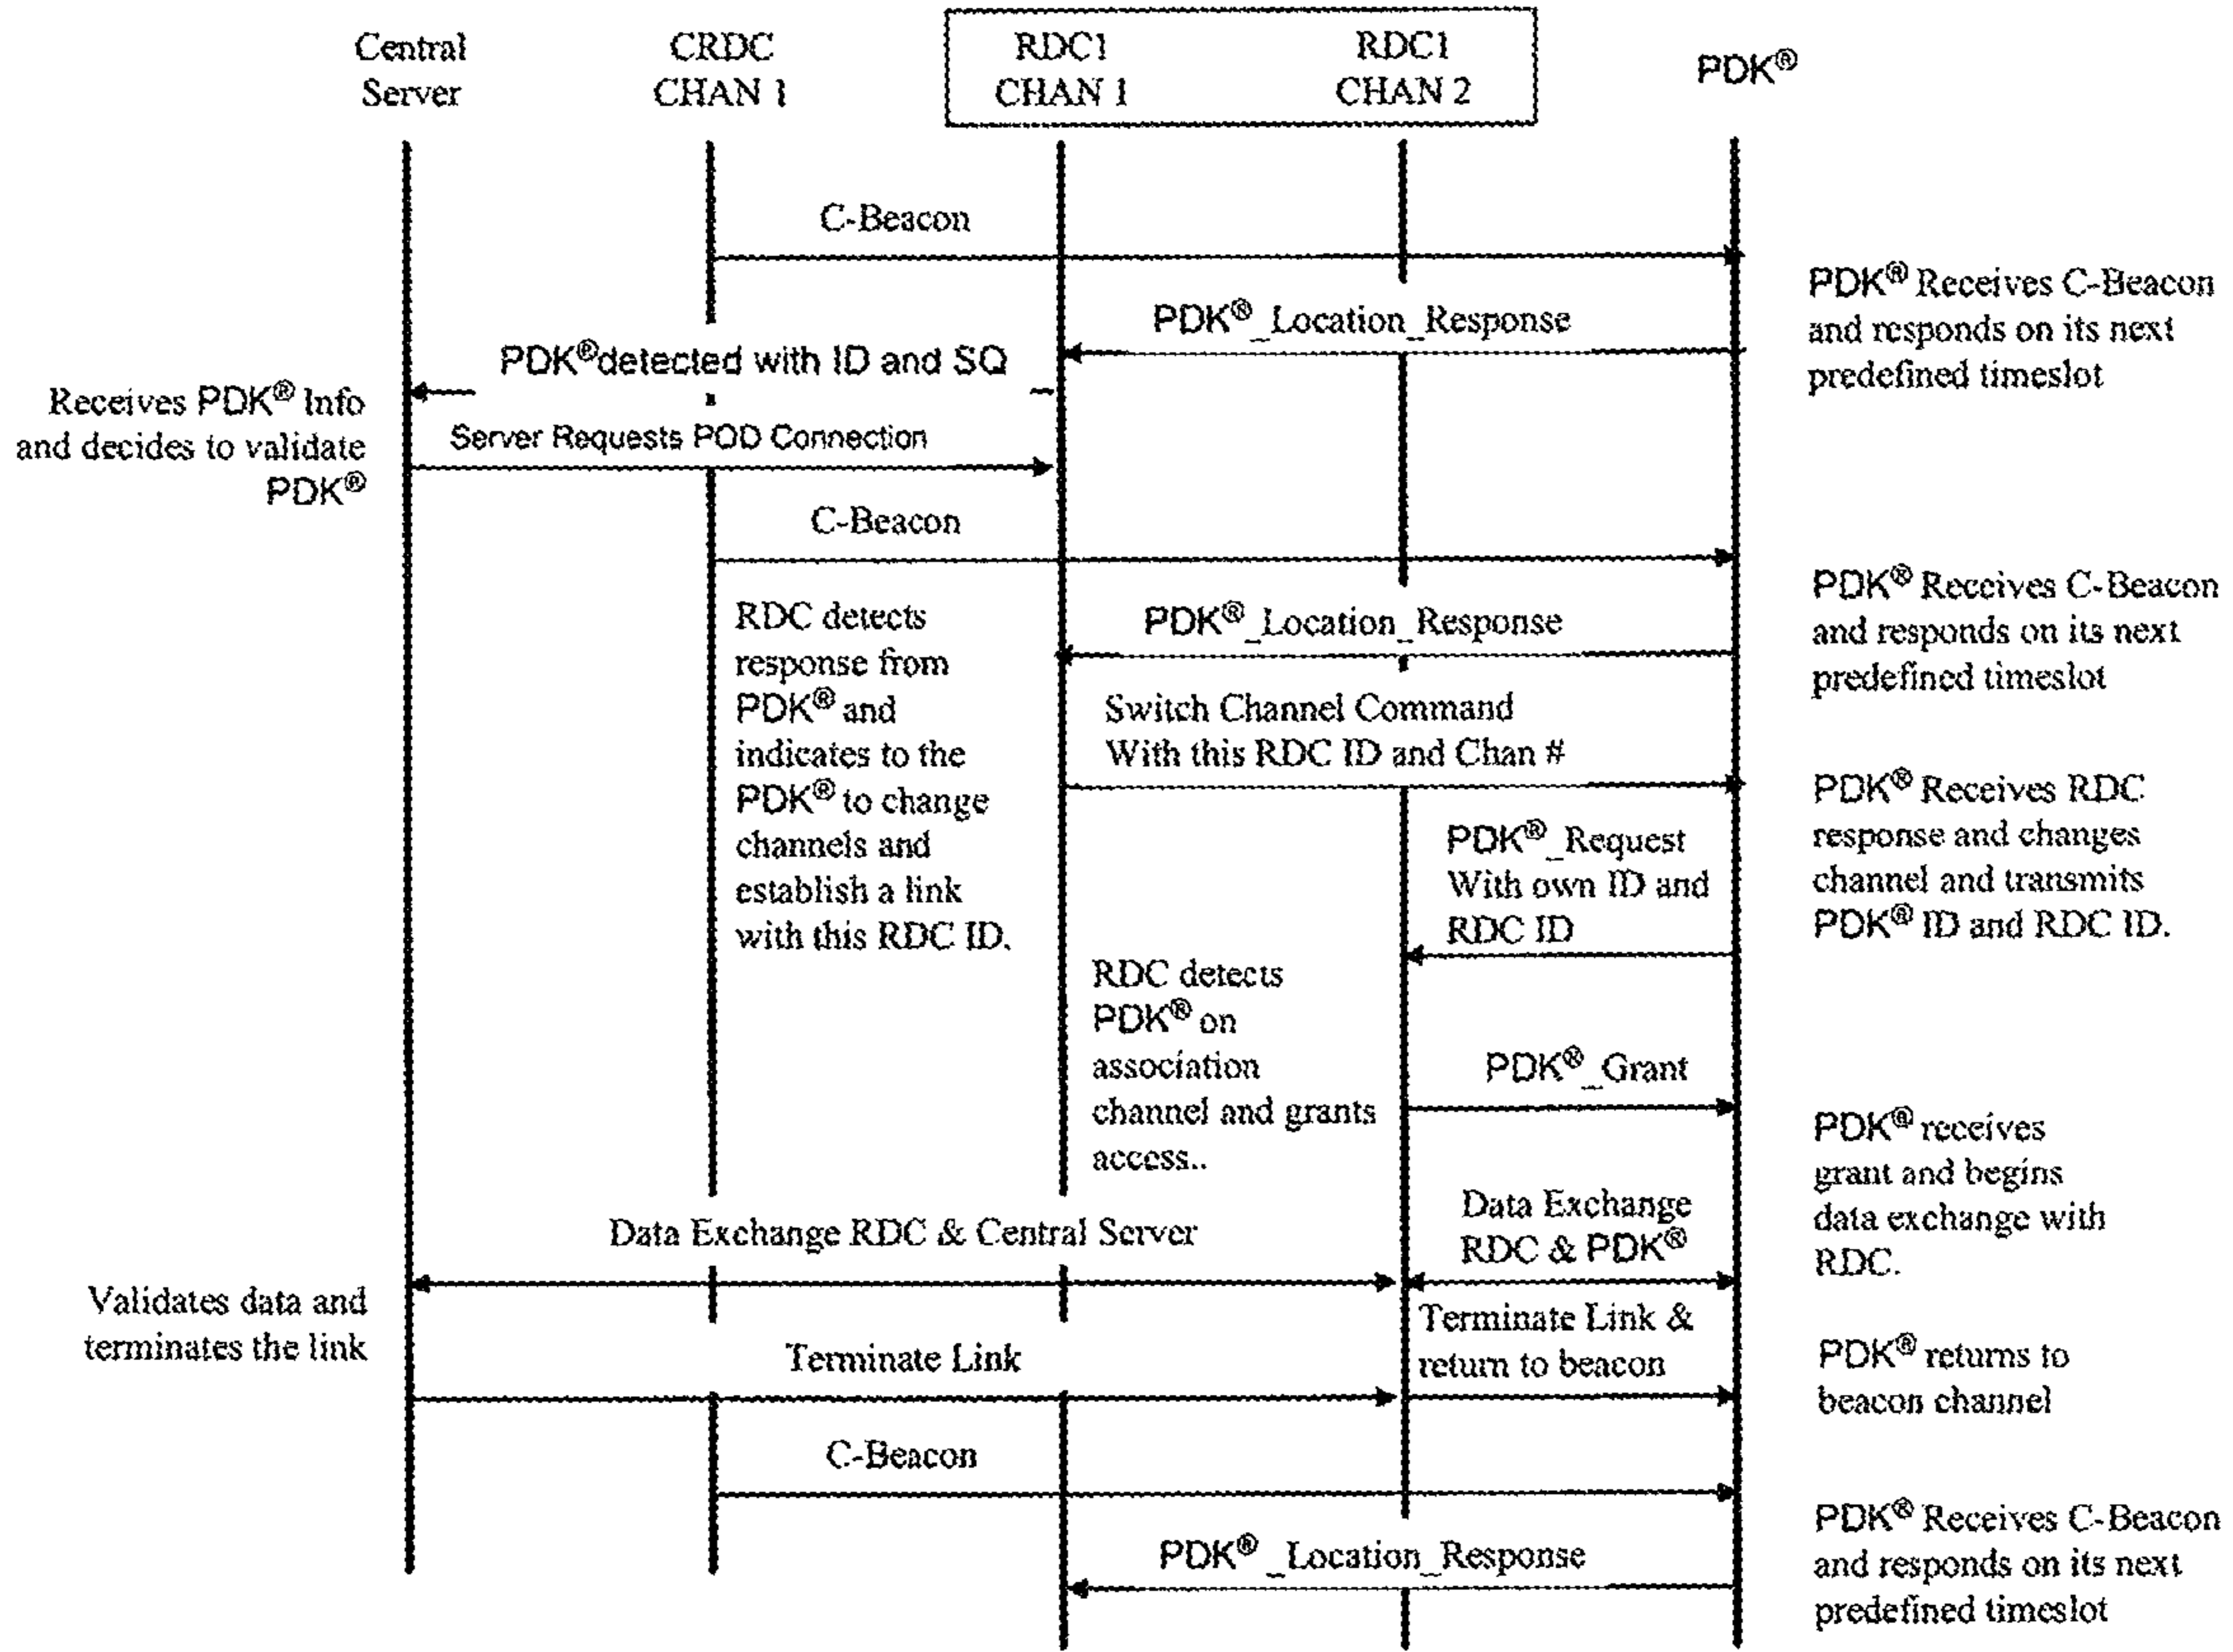 Central
Server
CRDC
CHAN 1
RDC1
CHAN 1
RDC1
CHAN 2
PDK®
C-Beacon
PDK® Receives C-Beacon
and responds on its next
predefined timeslot
PDK®_Location_Response
PDK®detected with ID and SQ
Receives PDK® Info
and decides to validate
PDK®
Server Requests POD Connection
C-Beacon
PDK® Receives C-Beacon
and responds on its next
predefined timeslot
RDC detects
response from
PDK® and
indicates to the
PDK® to change
channels and
establish a link
with this RDC ID.
PDK®_Location_Response
Switch Channel Command
With this RDC ID and Chan #
PDK® Receives RDC
response and changes
channel and transmits
PDK® ID and RDC ID.
PDK®_Request
With own ID and
RDC ID
RDC detects
PDK® on
association
channel and grants
access..
PDK®_Grant
PDK® receives
grant and begins
data exchange with
RDC.
Data Exchange RDC & Central Server
Data Exchange
RDC & PDK®
Validates data and
terminates the link
Terminate Link
Terminate Link &
return to beacon
PDK® returns to
beacon channel
C-Beacon
PDK® Receives C-Beacon
and responds on its next
predefined timeslot
PDK® _Location_Response